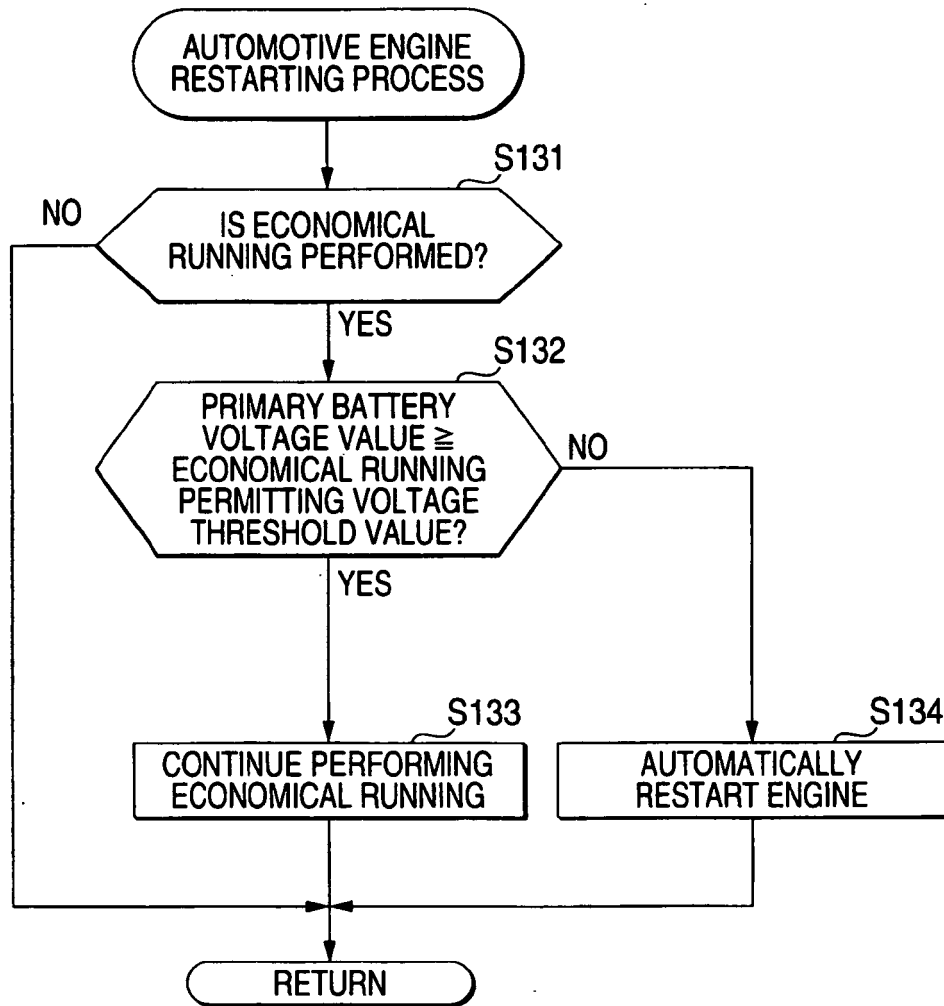 AUTOMOTIVE ENGINE
RESTARTING PROCESS
S131
NO
IS ECONOMICAL
RUNNING PERFORMED?
YES
S132
PRIMARY BATTERY
VOLTAGE VALUE ≧
ECONOMICAL RUNNING
PERMITTING VOLTAGE
THRESHOLD VALUE?
NO
YES
S133
CONTINUE PERFORMING
ECONOMICAL RUNNING
S134
AUTOMATICALLY
RESTART ENGINE
RETURN